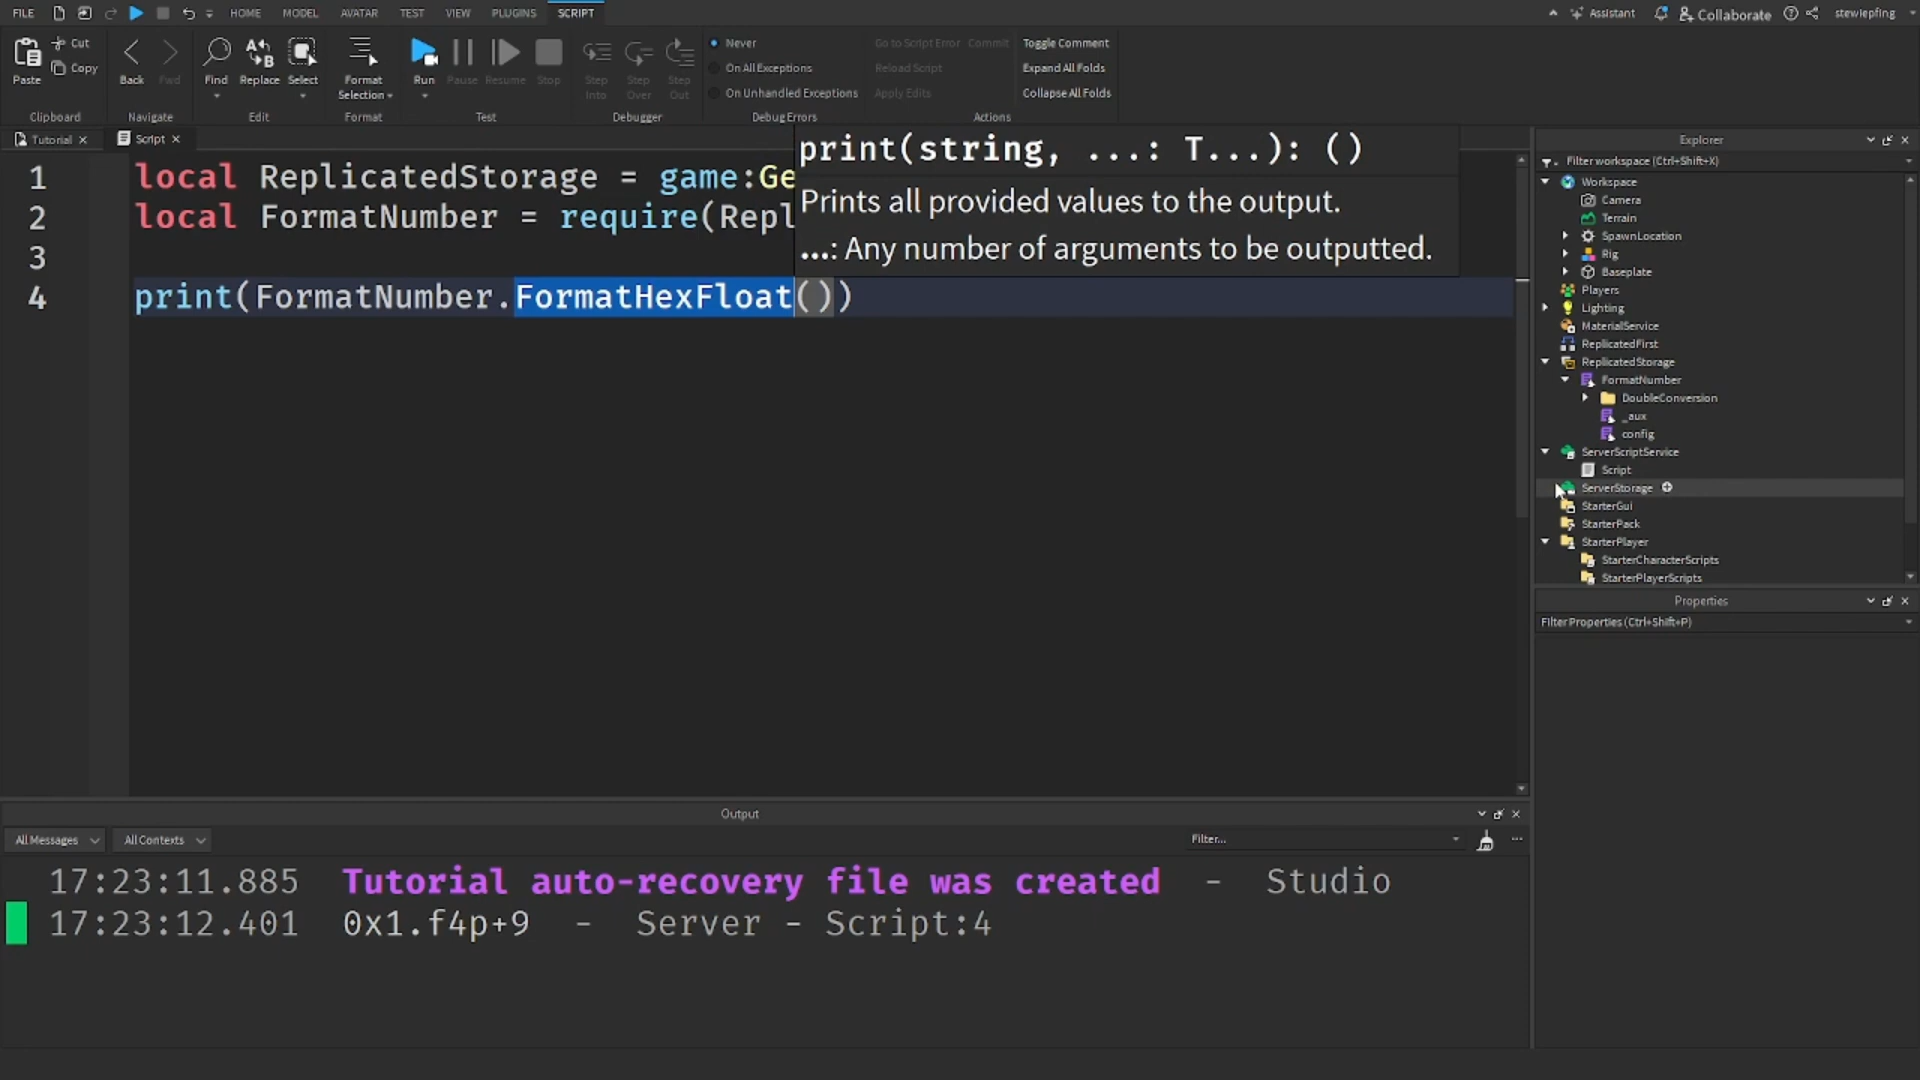 FILE HOME MODEL AVATAR TEST VIEW PLUGINS SCRIPT Assistant Collaborate stewiepfing
Paste Cut Copy Back Fwd Find Replace Select Format Selection Run Pause Resume Stop Step Into Step Over Step Out
Never
On All Exceptions
On Unhandled Exceptions
Go to Script Error Commit
Reload Script
Apply Edits
Toggle Comment
Expand All Folds
Collapse All Folds
Clipboard Navigate Edit Format Test Debugger Debug Errors Actions
Tutorial Script
1 local ReplicatedStorage = game:Ge
2 local FormatNumber = require(Repl
3
4 print(FormatNumber.FormatHexFloat())
print(string, ...: T...): ()
Prints all provided values to the output.
...: Any number of arguments to be outputted.
Explorer
Filter workspace (Ctrl+Shift+X)
Workspace
Camera
Terrain
SpawnLocation
Rig
Baseplate
Players
Lighting
MaterialService
ReplicatedFirst
ReplicatedStorage
FormatNumber
DoubleConversion
_aux
config
ServerScriptService
Script
ServerStorage
StarterGui
StarterPack
StarterPlayer
StarterCharacterScripts
StarterPlayerScripts
Properties
Filter Properties (Ctrl+Shift+P)
Output
All Messages All Contexts Filter...
17:23:11.885 Tutorial auto-recovery file was created - Studio
17:23:12.401 0x1.f4p+9 - Server - Script:4